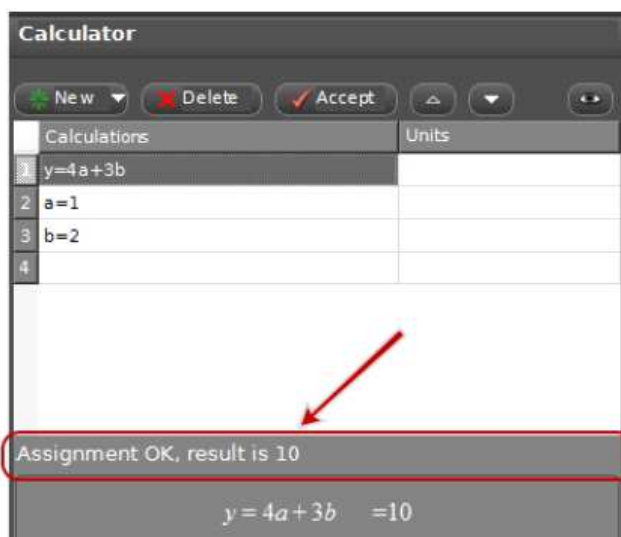 Calculator
New Delete Accept
Calculations Units
1 y=4a+3b
2 a=1
3 b=2
4
Assignment OK, result is 10
y = 4a + 3b =10